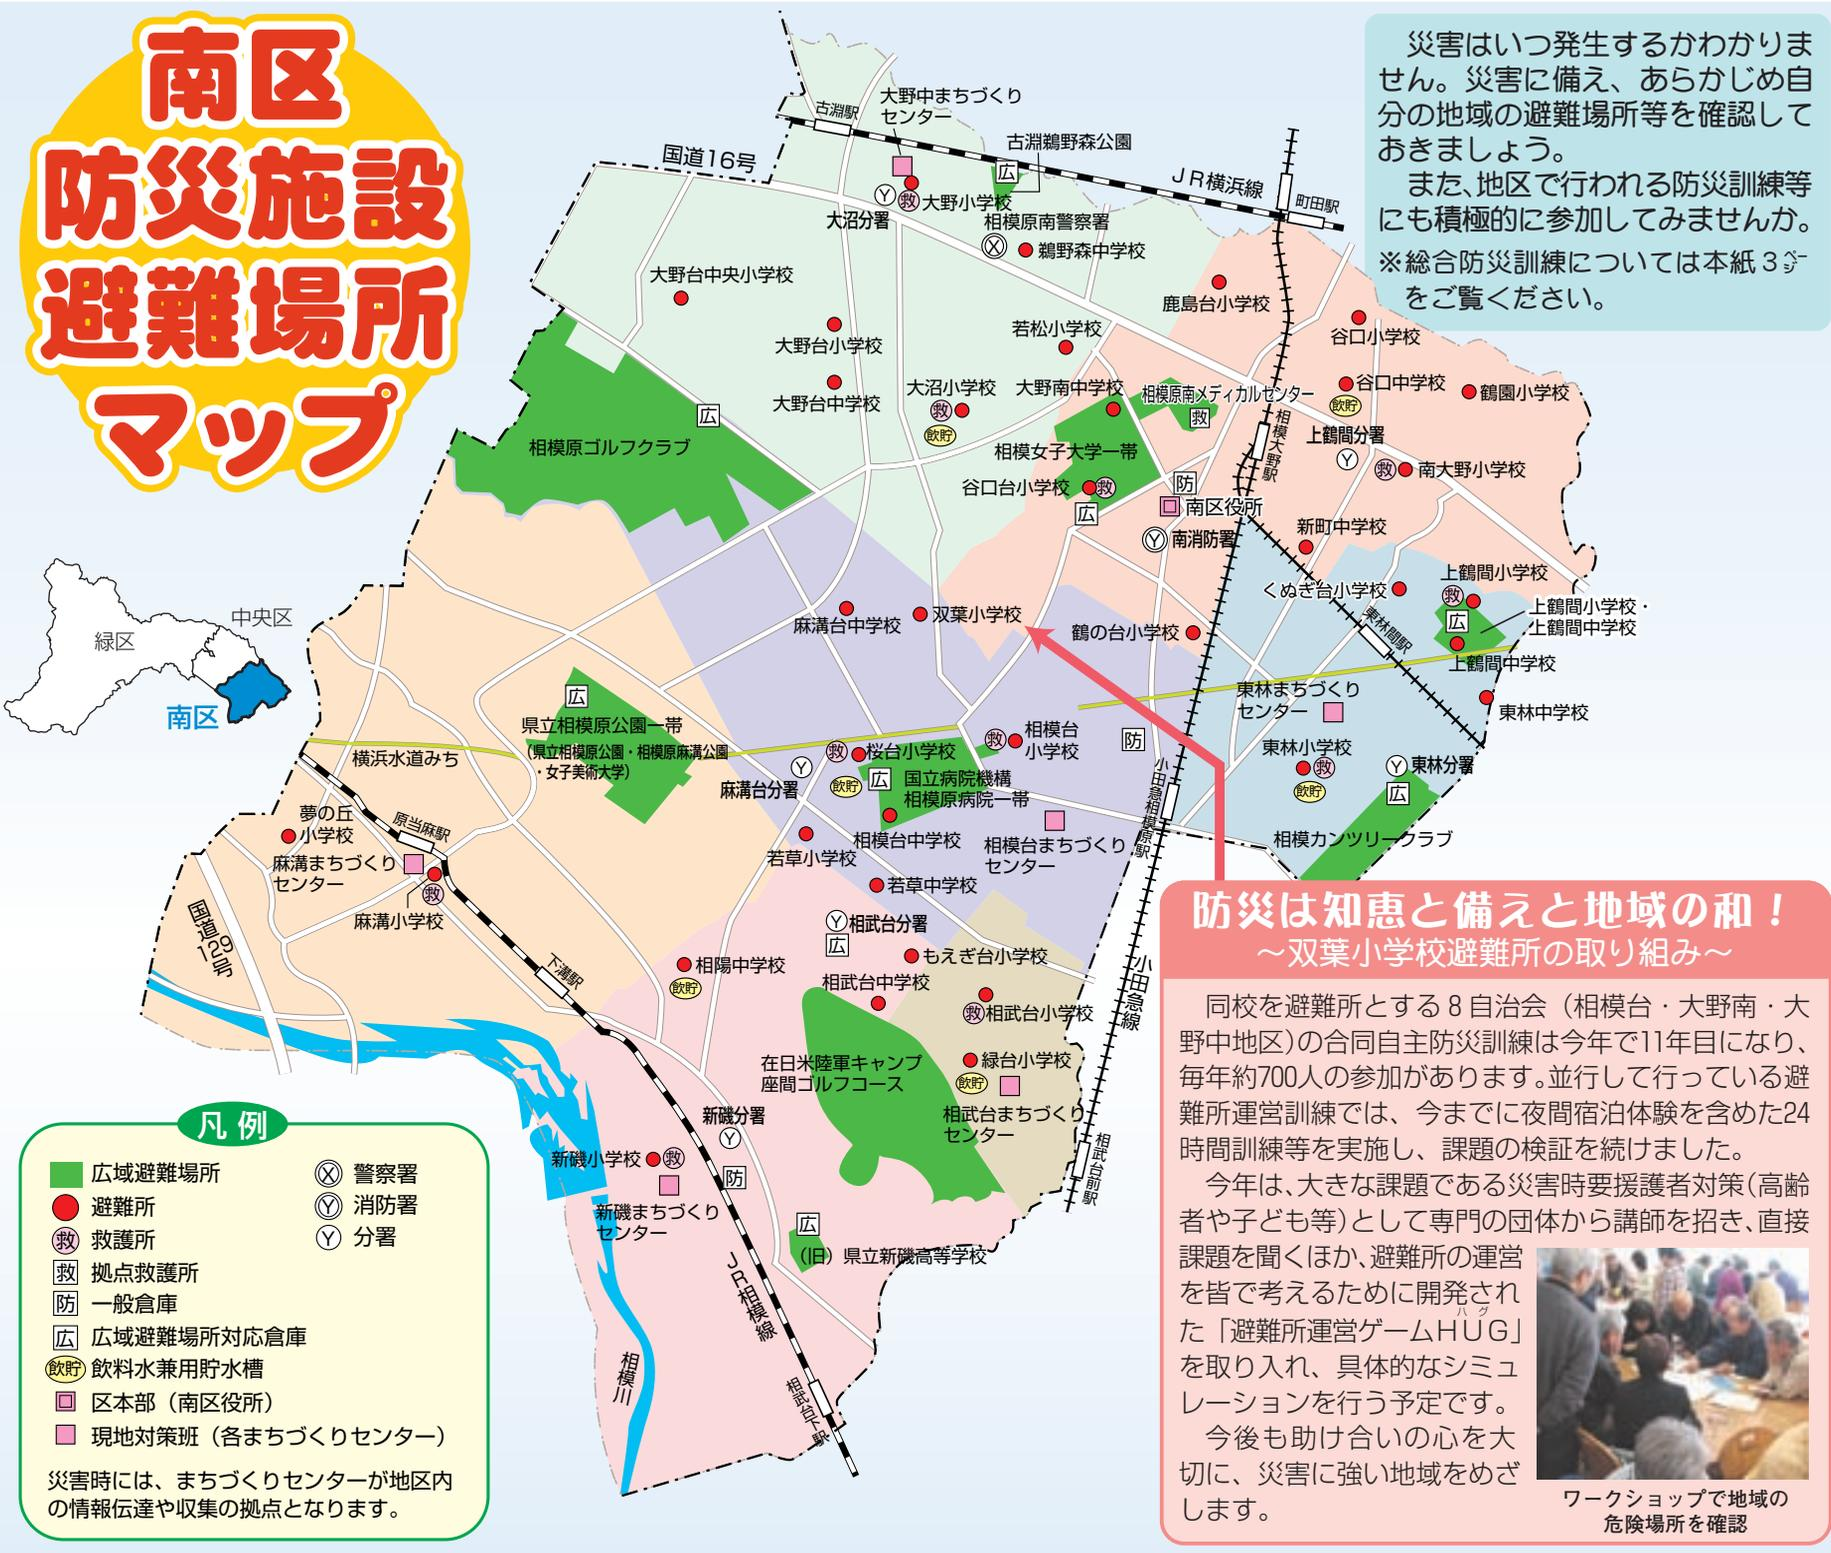 南区
防災施設
避難場所
マップ
災害はいつ発生するかわかりま
せん。災害に備え、あらかじめ自
分の地域の避難場所等を確認して
おきましょう。
また、地区で行われる防災訓練等
にも積極的に参加してみませんか。
※総合防災訓練については本紙3㌻
をご覧ください。
古淵駅
大野中まちづくり
センター
古淵鵜野森公園
国道16号
広
JR横浜線
町田駅
Y
救
大野小学校
大沼分署
相模原南警察署
X
鵜野森中学校
大野台中央小学校
鹿島台小学校
大野台小学校
若松小学校
谷口小学校
大野台中学校
大沼小学校
救
飲貯
大野南中学校
相模原南メディカルセンター
救
谷口中学校
飲貯
鶴園小学校
広
相模原ゴルフクラブ
相模大野駅
上鶴間分署
Y
相模女子大学一帯
救
南大野小学校
谷口台小学校
救
広
防
南区役所
Y
南消防署
新町中学校
くぬぎ台小学校
上鶴間小学校
救
広
上鶴間小学校・
上鶴間中学校
上鶴間中学校
東林間駅
中央区
緑区
南区
麻溝台中学校
双葉小学校
鶴の台小学校
東林まちづくり
センター
東林中学校
広
県立相模原公園一帯
(県立相模原公園・相模原麻溝公園
・女子美術大学)
横浜水道みち
救
桜台小学校
Y
麻溝台分署
飲貯
広
国立病院機構
相模原病院一帯
救
相模台
小学校
防
小田急相模原駅
東林小学校
救
飲貯
Y
東林分署
広
相模カンツリークラブ
夢の丘
小学校
原当麻駅
麻溝まちづくり
センター
救
麻溝小学校
若草小学校
相模台中学校
相模台まちづくり
センター
若草中学校
国道129号
下溝駅
Y
相武台分署
広
相陽中学校
飲貯
もえぎ台小学校
相武台中学校
救
相武台小学校
小田急線
在日米陸軍キャンプ
座間ゴルフコース
緑台小学校
飲貯
相武台まちづくり
センター
相武台前駅
新磯分署
Y
新磯小学校
救
防
新磯まちづくり
センター
広
(旧)県立新磯高等学校
JR相模線
相模川
相武台下駅
凡例
広域避難場所
避難所
救
救護所
救
拠点救護所
防
一般倉庫
広
広域避難場所対応倉庫
飲貯
飲料水兼用貯水槽
区本部(南区役所)
現地対策班(各まちづくりセンター)
X
警察署
Y
消防署
Y
分署
災害時には、まちづくりセンターが地区内
の情報伝達や収集の拠点となります。
防災は知恵と備えと地域の和!
～双葉小学校避難所の取り組み～
同校を避難所とする8自治会(相模台・大野南・大
野中地区)の合同自主防災訓練は今年で11年目になり、
毎年約700人の参加があります。並行して行っている避
難所運営訓練では、今までに夜間宿泊体験を含めた24
時間訓練等を実施し、課題の検証を続けました。
今年は、大きな課題である災害時要援護者対策(高齢
者や子ども等)として専門の団体から講師を招き、直接
課題を聞くほか、避難所の運営
を皆で考えるために開発され
ハグ
た「避難所運営ゲームHUG」
を取り入れ、具体的なシミュ
レーションを行う予定です。
今後も助け合いの心を大
切に、災害に強い地域をめざ
します。
ワークショップで地域の
危険場所を確認